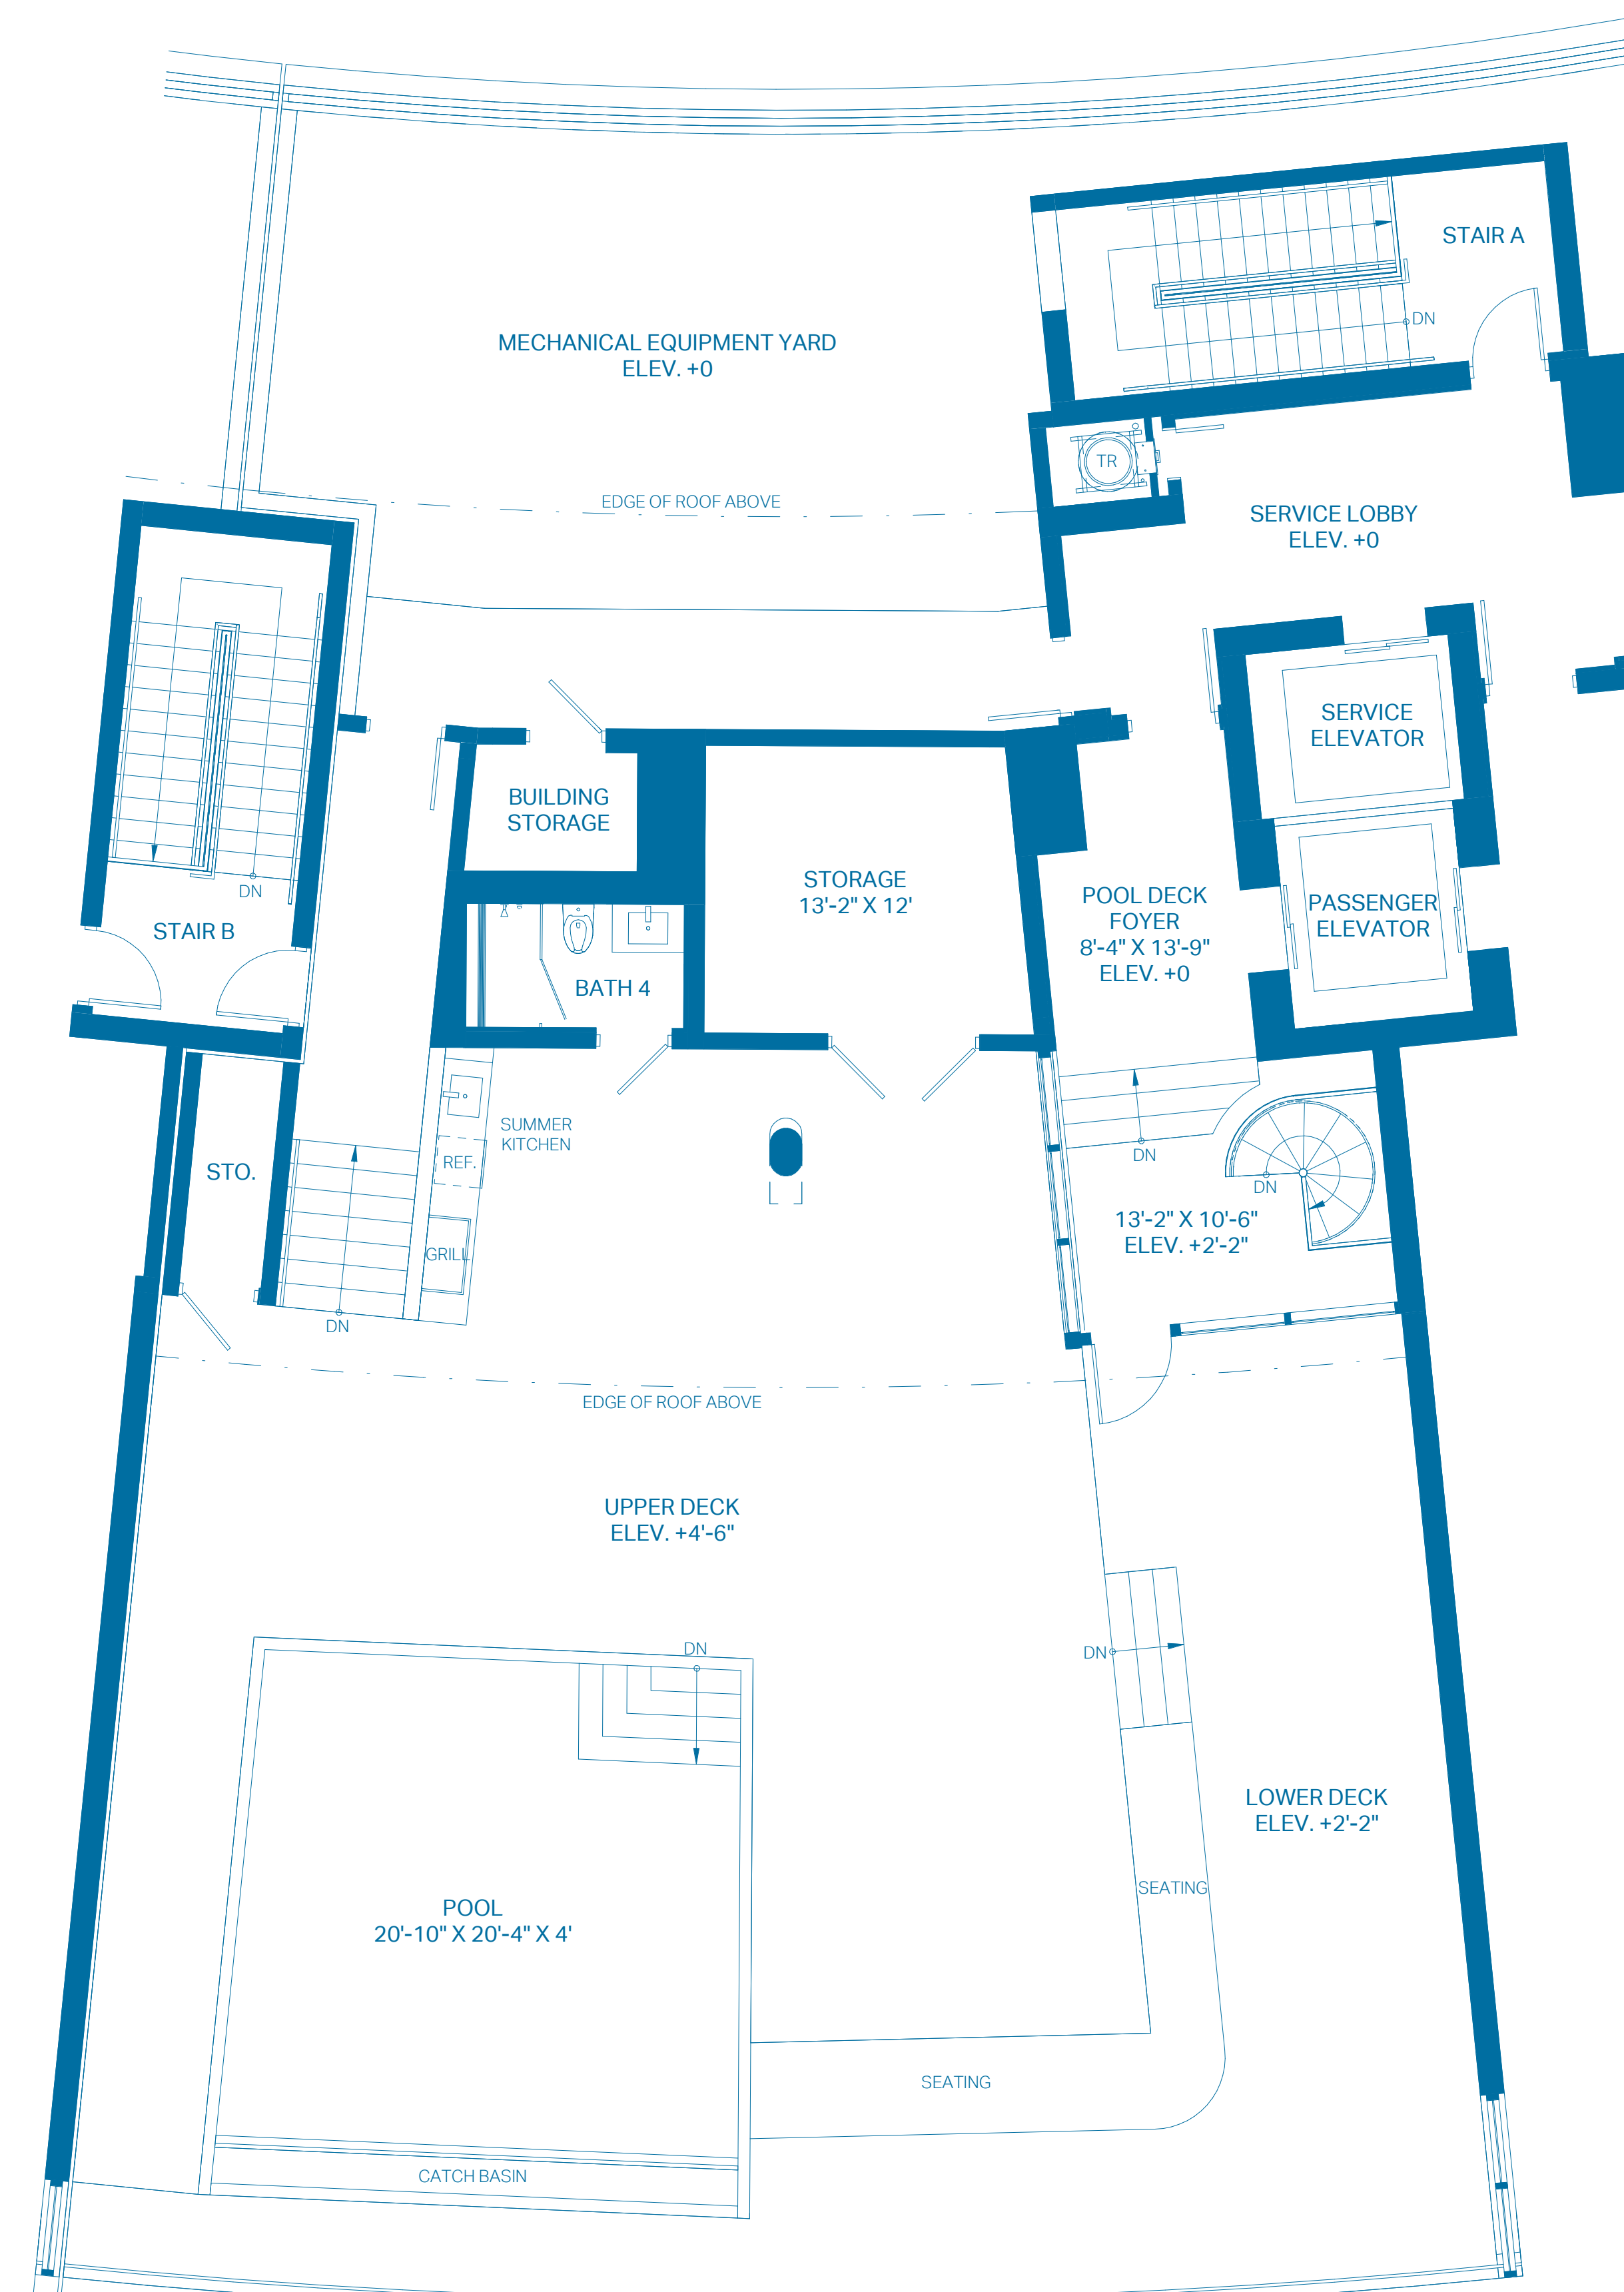 STAIR A
DN
MECHANICAL EQUIPMENT YARD
ELEV. +0
TR
EDGE OF ROOF ABOVE
SERVICE LOBBY
ELEV. +0
SERVICE
ELEVATOR
BUILDING
STORAGE
STORAGE
13'-2" X 12'
POOL DECK
FOYER
8'-4" X 13'-9"
ELEV. +0
PASSENGER
ELEVATOR
DN
STAIR B
BATH 4
SUMMER
KITCHEN
REF.
GRILL
STO.
DN
DN
DN
13'-2" X 10'-6"
ELEV. +2'-2"
EDGE OF ROOF ABOVE
UPPER DECK
ELEV. +4'-6"
DN
DN
LOWER DECK
ELEV. +2'-2"
SEATING
POOL
20'-10" X 20'-4" X 4'
SEATING
CATCH BASIN